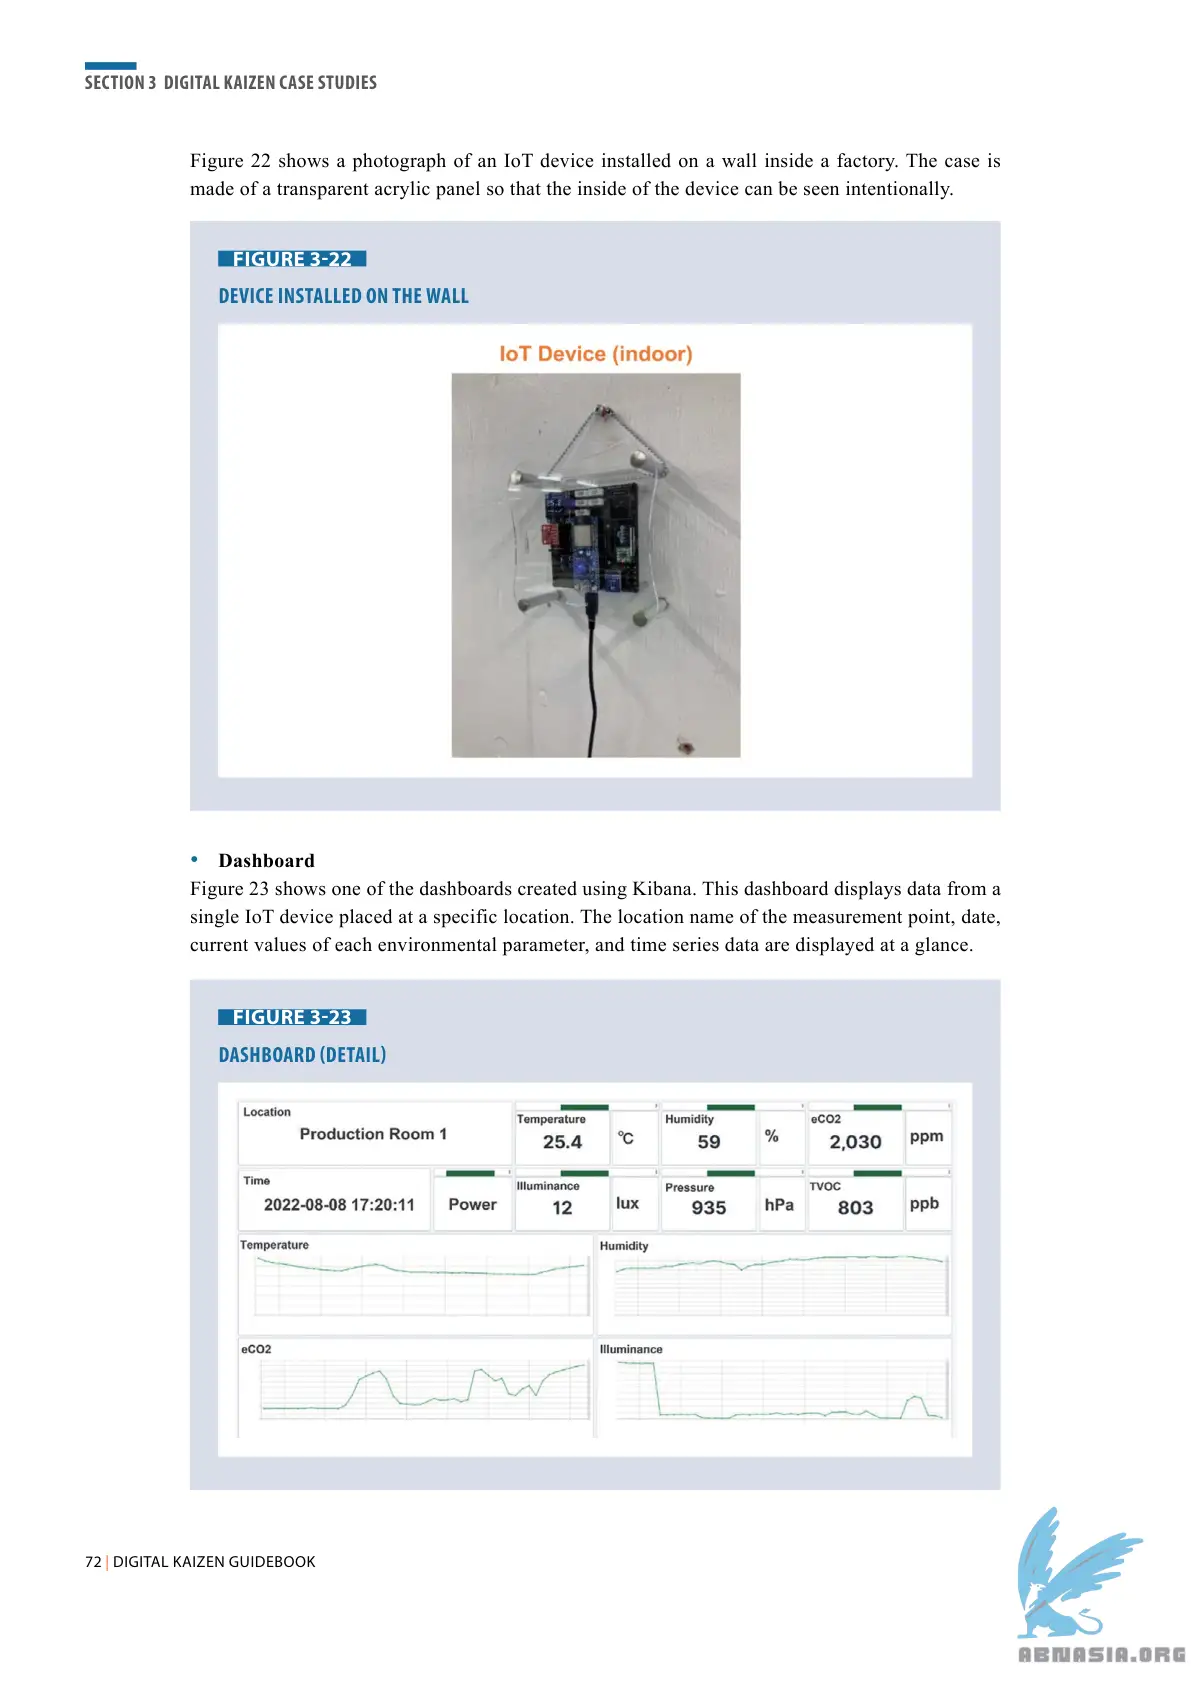 SECTION 3 DIGITAL KAIZEN CASE STUDIES
Figure 22 shows a photograph of an IoT device installed on a wall inside a factory. The case is
made of a transparent acrylic panel so that the inside of the device can be seen intentionally.
FIGURE 3-22
DEVICE INSTALLED ON THE WALL
IoT Device (indoor)
• Dashboard
Figure 23 shows one of the dashboards created using Kibana. This dashboard displays data from a
single IoT device placed at a specific location. The location name of the measurement point, date,
current values of each environmental parameter, and time series data are displayed at a glance.
FIGURE 3-23
DASHBOARD (DETAIL)
Location
Production Room 1
Temperature
25.4 ℃
Humidity
59 %
eCO2
2,030 ppm
Time
2022-08-08 17:20:11
Power
Illuminance
12 lux
Pressure
935 hPa
TVOC
803 ppb
Temperature
Humidity
eCO2
Illuminance
72 | DIGITAL KAIZEN GUIDEBOOK
ABNASIA.ORG